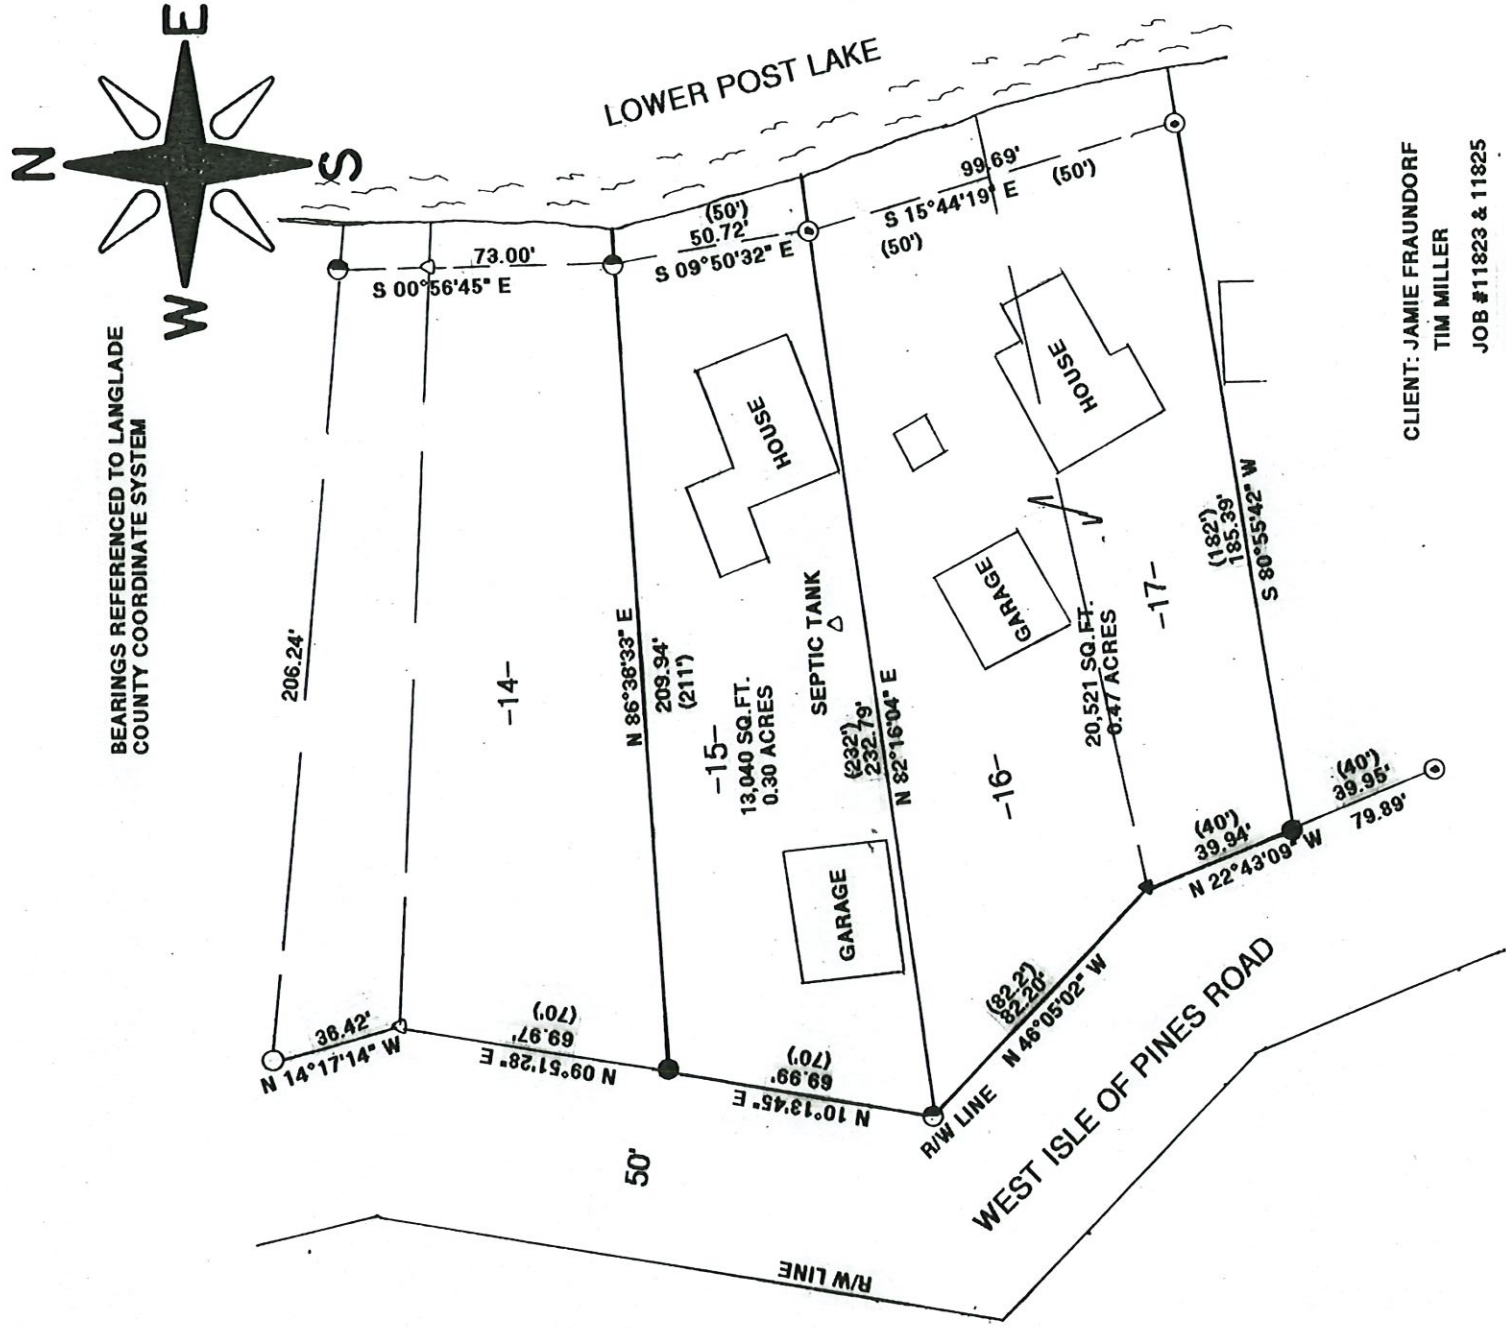 N
E
S
W
BEARINGS REFERENCED TO LANGLADE
COUNTY COORDINATE SYSTEM
LOWER POST LAKE
73.00'
S 00°56'45" E
(50')
50.72'
S 09°50'32" E
99.69'
S 15°44'19" E
(50')
(50')
206.24'
-14-
N 86°36'33" E
209.94'
(211')
HOUSE
-15-
13,040 SQ.FT.
0.30 ACRES
SEPTIC TANK
(232')
232.79'
N 82°16'04" E
GARAGE
HOUSE
GARAGE
-16-
20,521 SQ.FT.
0.47 ACRES
-17-
(182')
185.39'
S 80°55'42" W
36.42'
N 14°17'14" W
(70')
69.97'
N 09°51'28" E
(70')
69.99'
N 10°13'45" E
(82.2')
82.20'
N 46°05'02" W
(40')
39.94'
N 22°43'09" W
(40')
39.95'
79.89'
R/W LINE
WEST ISLE OF PINES ROAD
50'
R/W LINE
CLIENT: JAMIE FRAUNDORF
TIM MILLER
JOB #11823 & 11825